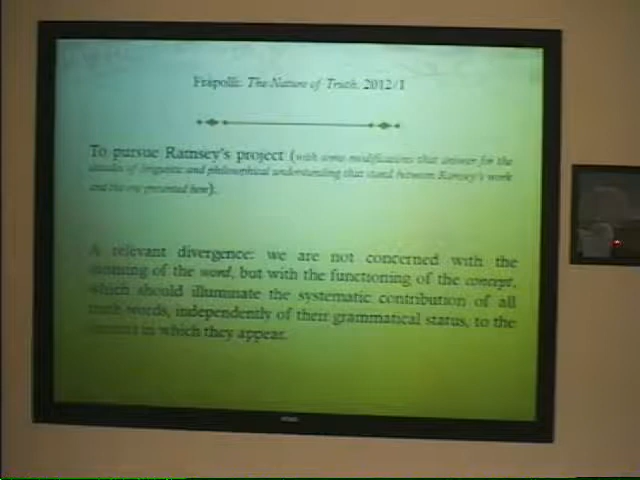 Frápolli: The Nature of Truth. 2012/1
To pursue Ramsey's project (with some modifications that answer for the
decades of linguistic and philosophical understanding that stand between Ramsey's work
and the one presented here).
A relevant divergence: we are not concerned with the
meaning of the word, but with the functioning of the concept,
which should illuminate the systematic contribution of all
truth words, independently of their grammatical status, to the
in which they appear.